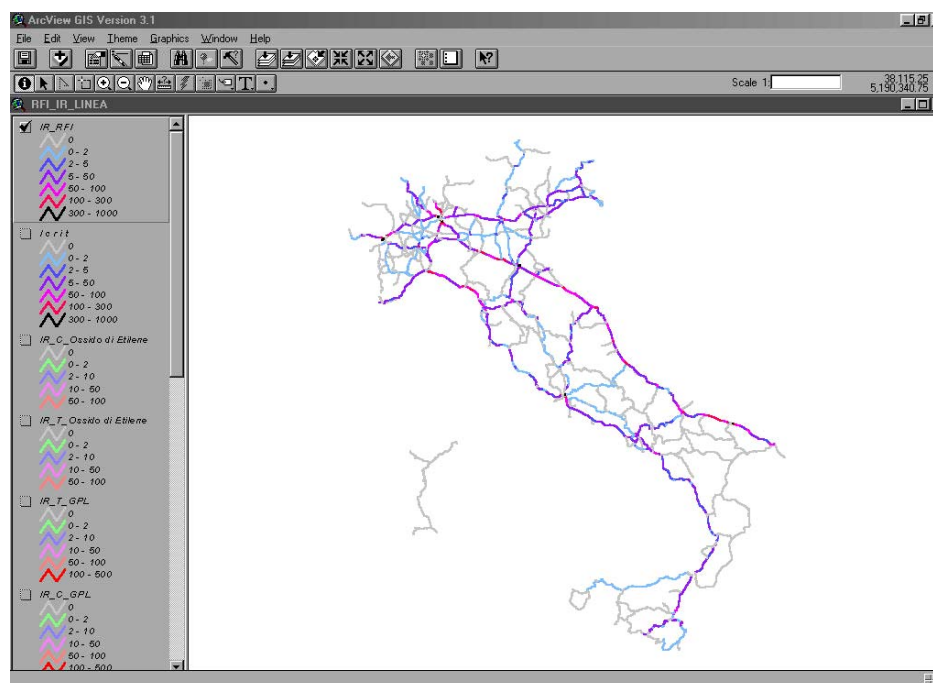 ArcView GIS Version 3.1
File Edit View Theme Graphics Window Help
Scale 1:
38,115.25
5,190,340.75
RFI_IR_LINEA
IR_RFI
0
0 - 2
2 - 5
5 - 50
50 - 100
100 - 300
300 - 1000
0
0 - 2
2 - 5
5 - 50
50 - 100
100 - 300
300 - 1000
IR_C_Ossido di Etilene
0
0 - 2
2 - 10
10 - 50
50 - 100
IR_T_Ossido di Etilene
0
0 - 2
2 - 10
10 - 50
50 - 100
IR_T_GPL
0
0 - 2
2 - 10
10 - 50
50 - 100
100 - 500
IR_C_GPL
0
0 - 2
2 - 10
10 - 50
50 - 100
100 - 500